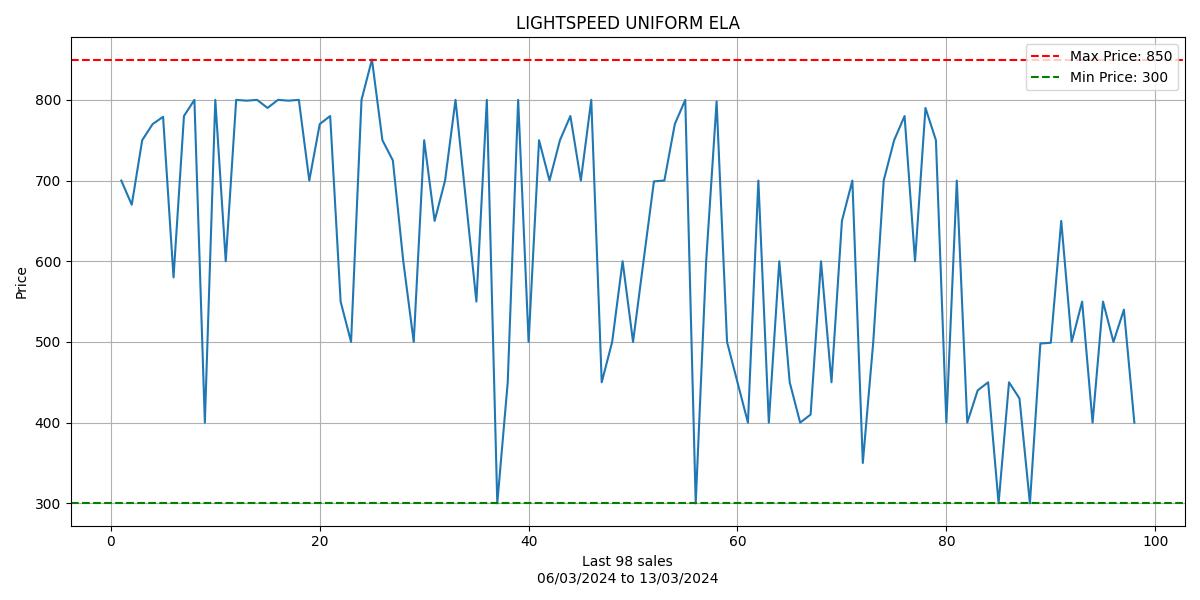 LIGHTSPEED UNIFORM ELA
Max Price: 850
Min Price: 300
800
700
600
500
400
300
Price
0 20 40 60 80 100
Last 98 sales
06/03/2024 to 13/03/2024